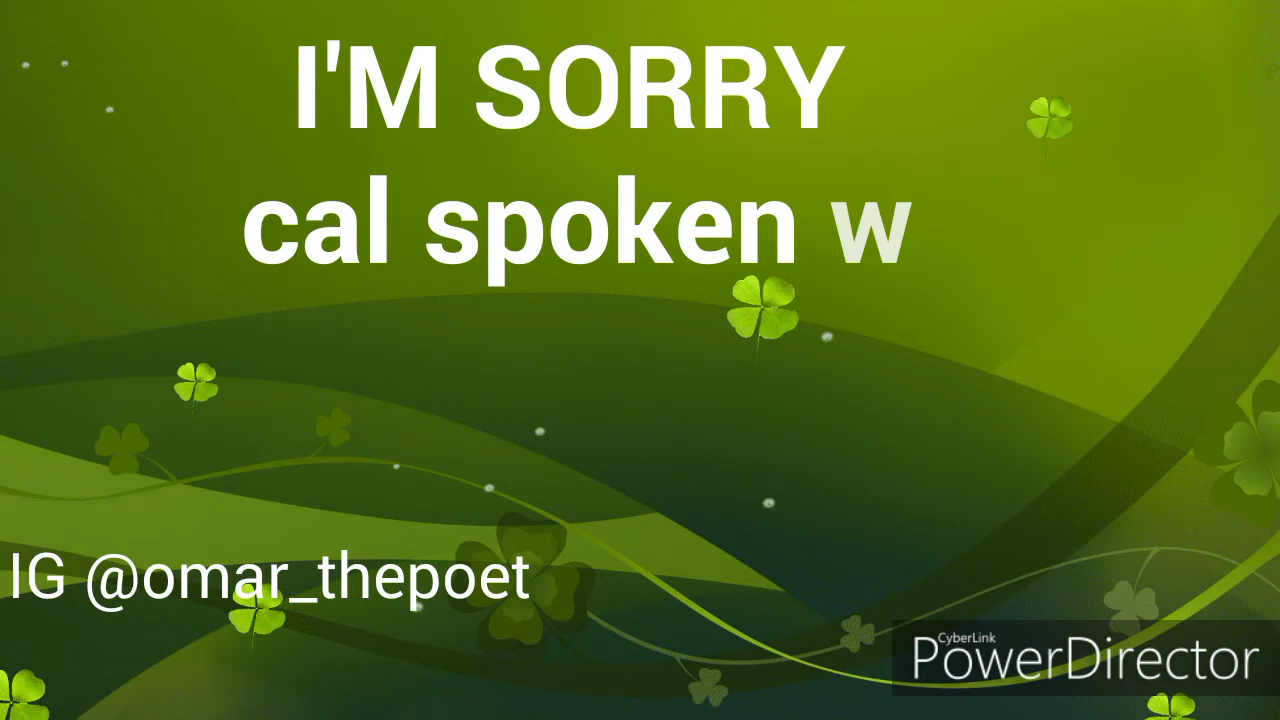 I'M SORRY
cal spoken w
IG @omar_thepoet
CyberLink
PowerDirector